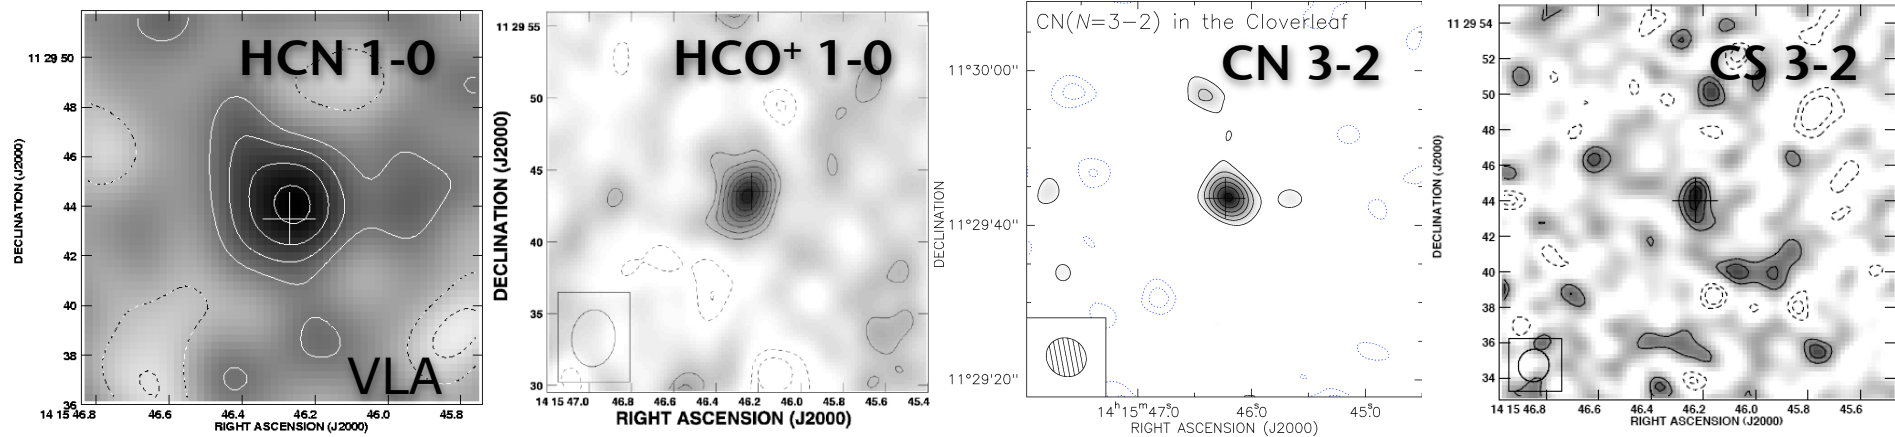 HCN 1-0
11 29 50
48
46
44
42
40
38
36
DECLINATION (J2000)
VLA
14 15 46.8
46.6
46.4
46.2
46.0
45.8
RIGHT ASCENSION (J2000)
HCO+ 1-0
11 29 55
50
45
40
35
30
DECLINATION (J2000)
14 15 47.0
46.8
46.6
46.4
46.2
46.0
45.8
45.6
45.4
RIGHT ASCENSION (J2000)
CN(N=3−2) in the Cloverleaf
CN 3-2
11°30'00"
11°29'40"
11°29'20"
DECLINATION
14ʰ15ᵐ47ˢ.0
46ˢ.0
45ˢ.0
RIGHT ASCENSION (J2000)
CS 3-2
11 29 54
52
50
48
46
44
42
40
38
36
34
DECLINATION (J2000)
14 15 46.8
46.4
46.2
46.0
45.8
45.6
RIGHT ASCENSION (J2000)